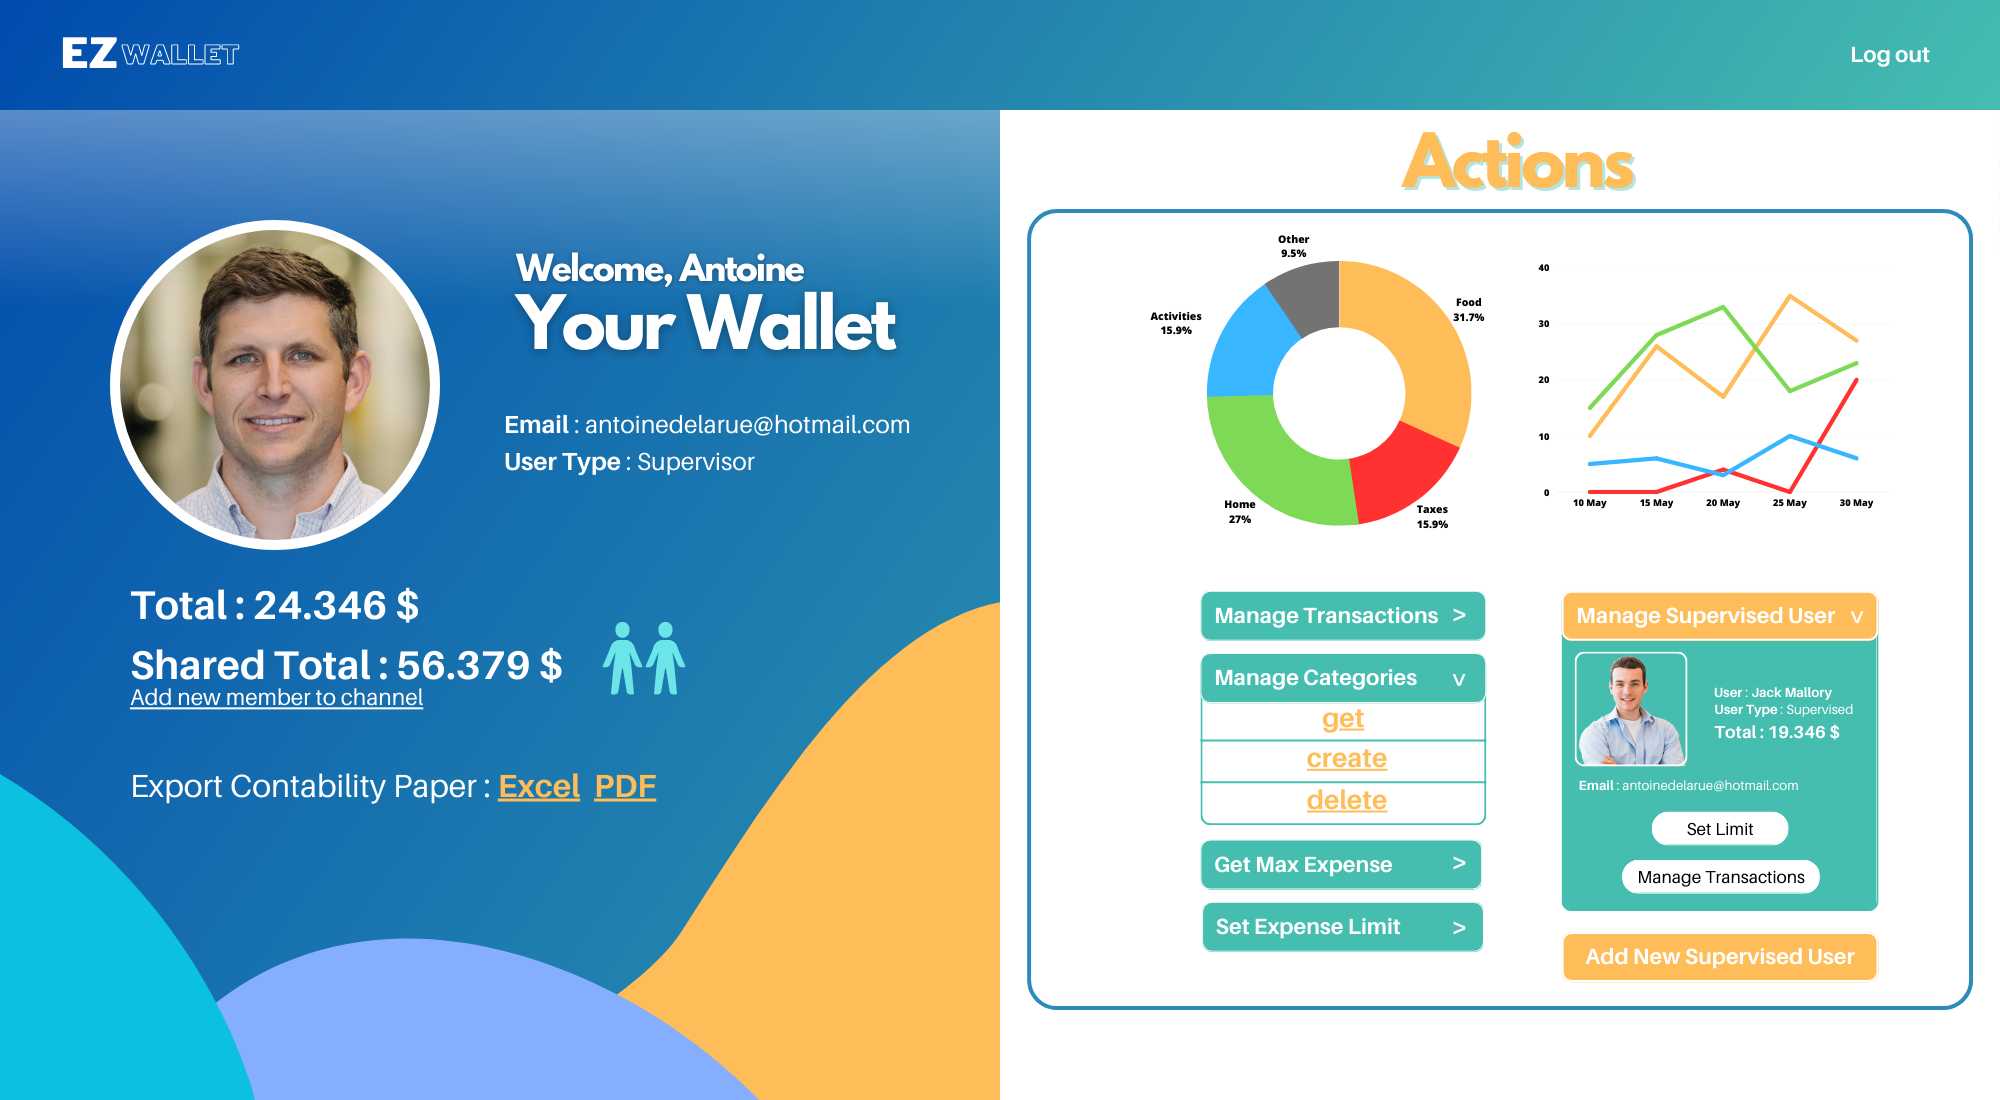 EZ WALLET
Log out
Welcome, Antoine
Your Wallet
Email : antoinedelarue@hotmail.com
User Type : Supervisor
Total : 24.346 $
Shared Total : 56.379 $
Add new member to channel
Export Contability Paper : Excel PDF
Actions
Other
9.5%
Activities
15.9%
Food
31.7%
Home
27%
Taxes
15.9%
40
30
20
10
0
10 May 15 May 20 May 25 May 30 May
Manage Transactions >
Manage Categories v
get
create
delete
Get Max Expense >
Set Expense Limit >
Manage Supervised User v
User : Jack Mallory
User Type : Supervised
Total : 19.346 $
Email : antoinedelarue@hotmail.com
Set Limit
Manage Transactions
Add New Supervised User